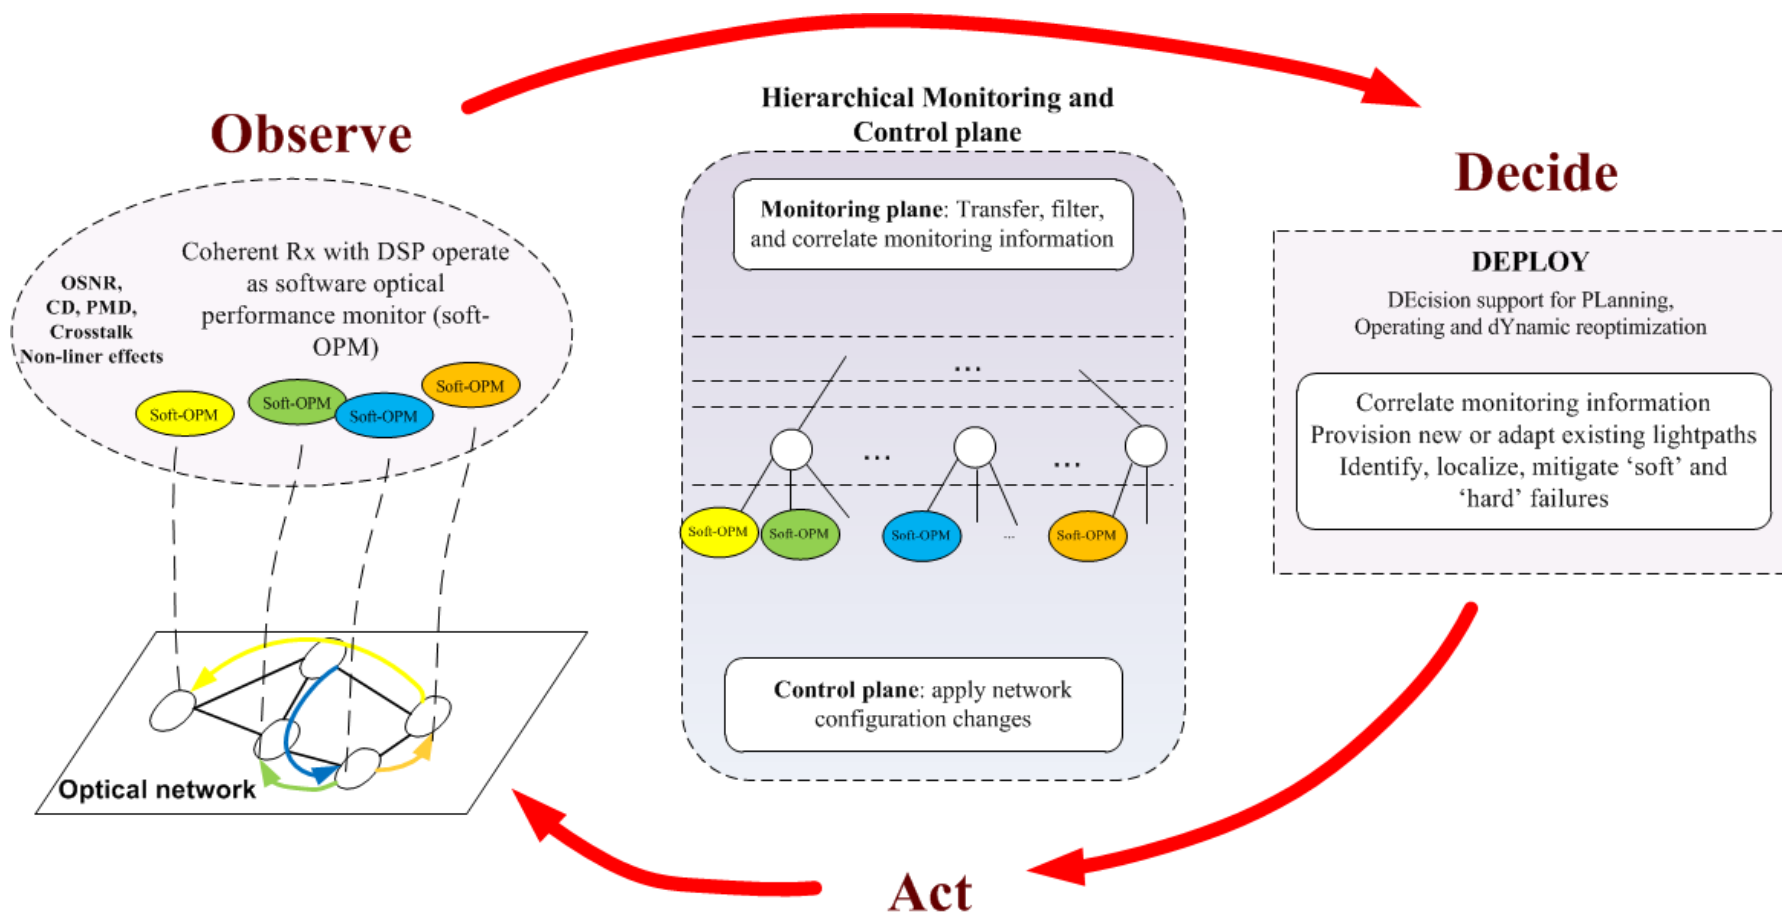 Observe
OSNR,
CD, PMD,
Crosstalk
Non-liner effects
Coherent Rx with DSP operate
as software optical
performance monitor (soft-
OPM)
Soft-OPM
Soft-OPM
Soft-OPM
Soft-OPM
Optical network
Hierarchical Monitoring and
Control plane
Monitoring plane: Transfer, filter,
and correlate monitoring information
...
...
...
Soft-OPM
Soft-OPM
Soft-OPM
...
Soft-OPM
Control plane: apply network
configuration changes
Decide
DEPLOY
DEcision support for PLanning,
Operating and dYnamic reoptimization
Correlate monitoring information
Provision new or adapt existing lightpaths
Identify, localize, mitigate ‘soft’ and
‘hard’ failures
Act